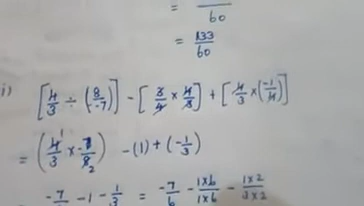 = /60
= 133/60
i) [4/3 ÷ (8/-7)] - [3/4 × 4/3] + [4/3 × (-1/4)]
= (4/3 × -7/8 2) - (1) + (-1/3)
-7/6 - 1 - 1/3 = -7/6 - 1×6/1×6 - 1×2/3×2